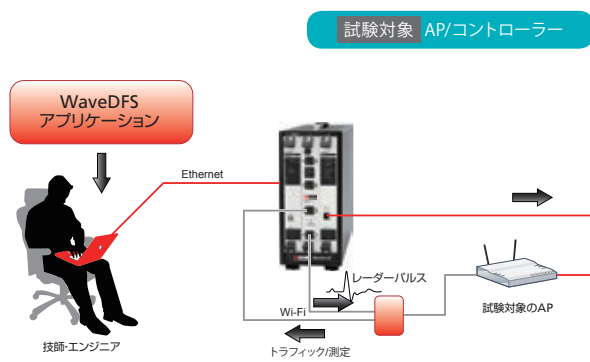 試験対象 AP/コントローラー
WaveDFS
アプリケーション
Ethernet
レーダーパルス
Wi-Fi
試験対象のAP
技師・エンジニア
トラフィック/測定